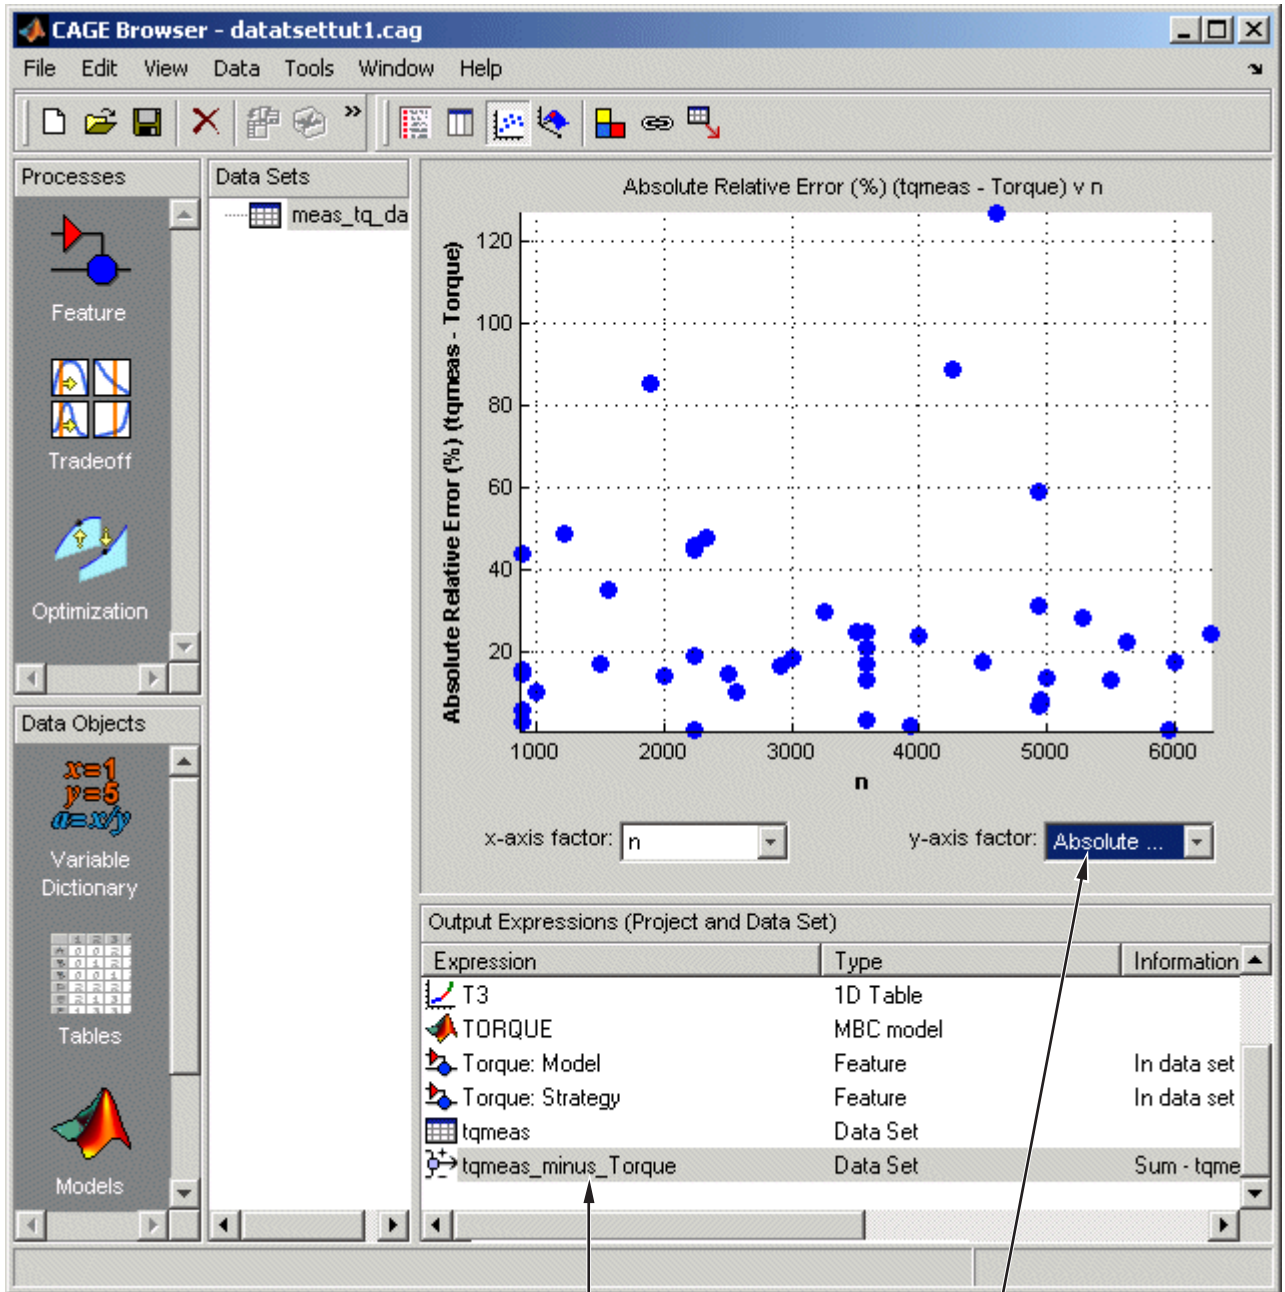 CAGE Browser - datatsettut1.cag
File Edit View Data Tools Window Help
Processes
Feature
Tradeoff
Optimization
Data Objects
x=1
y=5
a=x/y
Variable
Dictionary
Tables
Models
Data Sets
meas_tq_da
Absolute Relative Error (%) (tqmeas - Torque) v n
Absolute Relative Error (%) (tqmeas - Torque)
120
100
80
60
40
20
1000 2000 3000 4000 5000 6000
n
x-axis factor: n
y-axis factor: Absolute ...
Output Expressions (Project and Data Set)
Expression Type Information
T3 1D Table
TORQUE MBC model
Torque: Model Feature In data set
Torque: Strategy Feature In data set
tqmeas Data Set
tqmeas_minus_Torque Data Set Sum - tqme